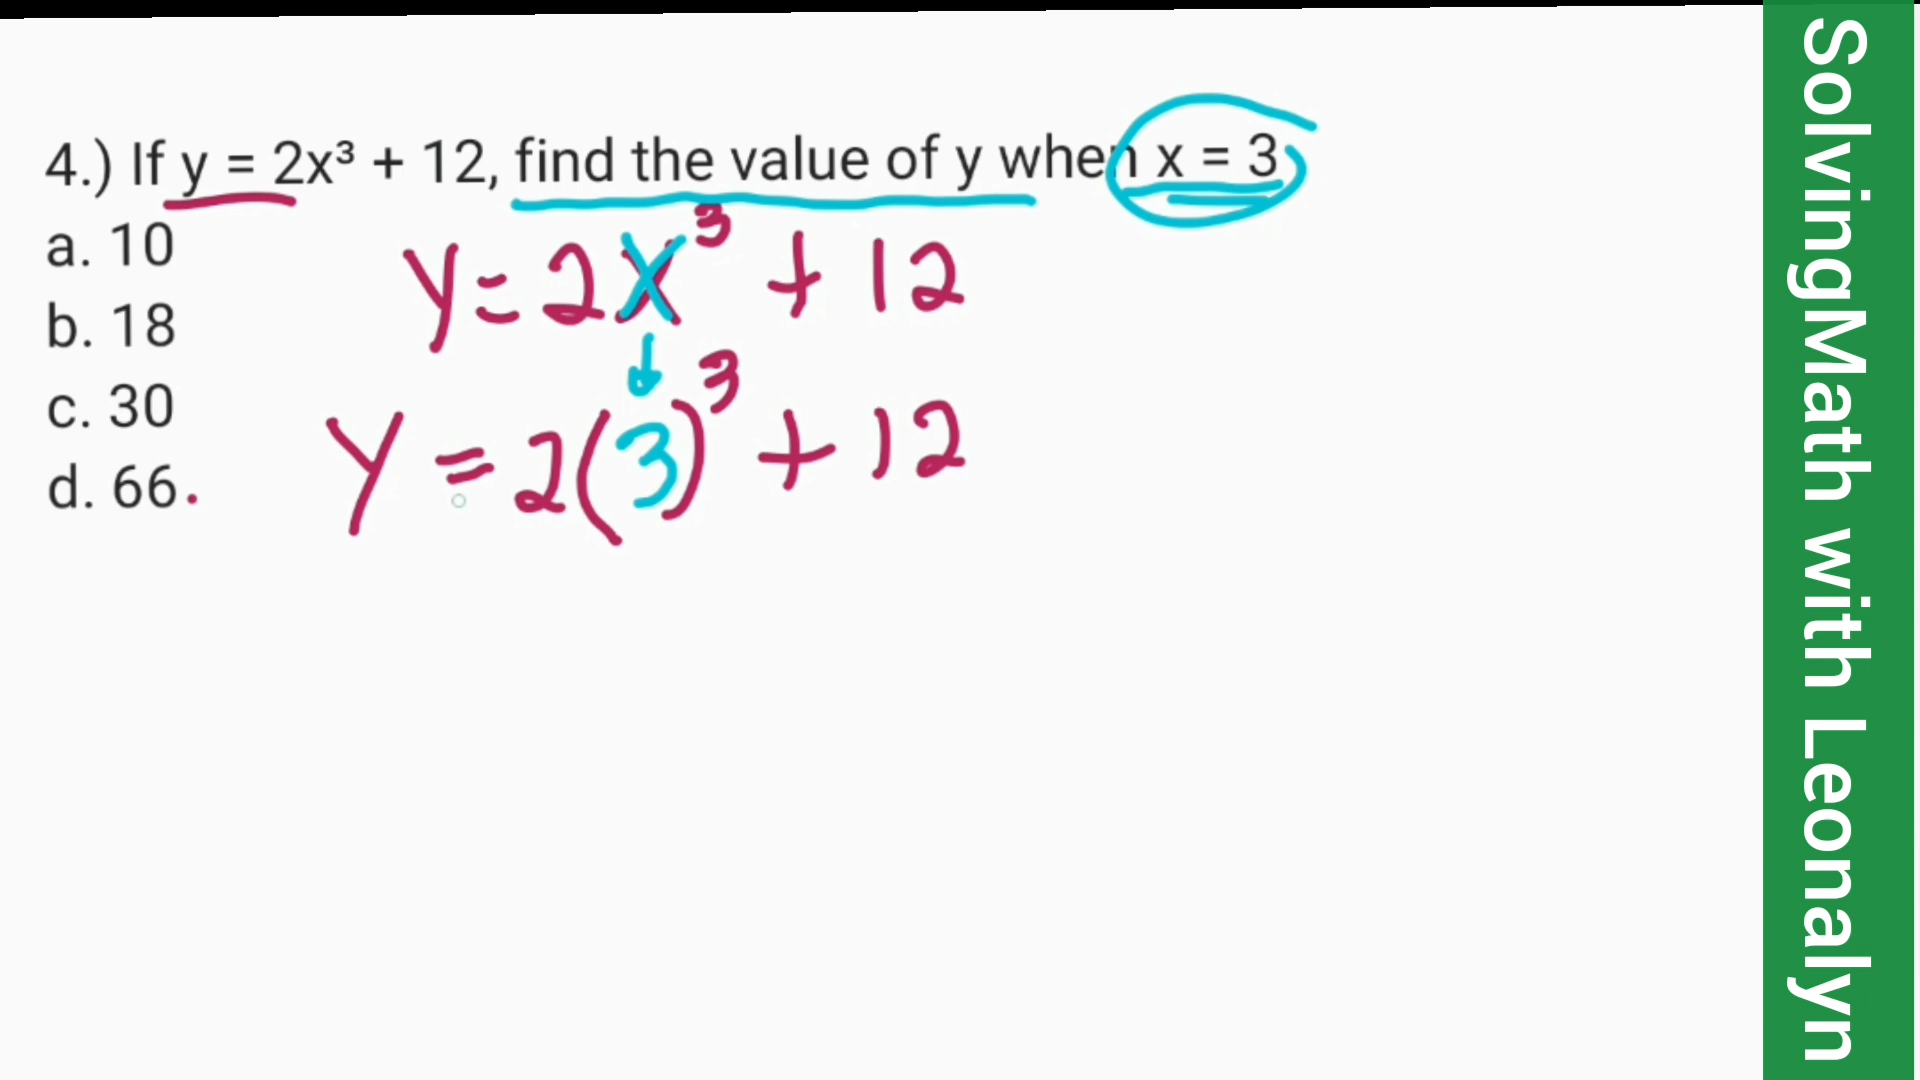 4.) If y = 2x³ + 12, find the value of y when x = 3
a. 10
b. 18
c. 30
d. 66.
y = 2x³ + 12
y = 2(3)³ + 12
SolvingMath with Leonalyn